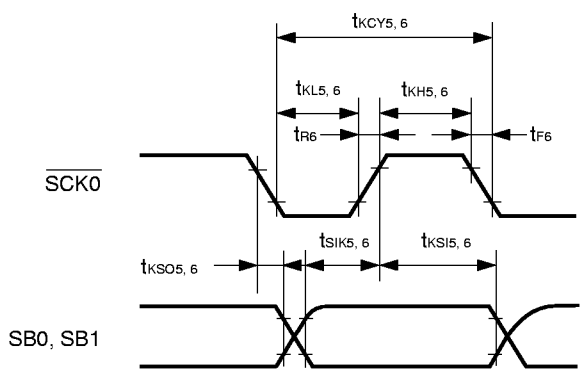 tKCY5, 6
tKL5, 6
tKH5, 6
tR6
tF6
SCK0
tSIK5, 6
tKSI5, 6
tKSO5, 6
SB0, SB1